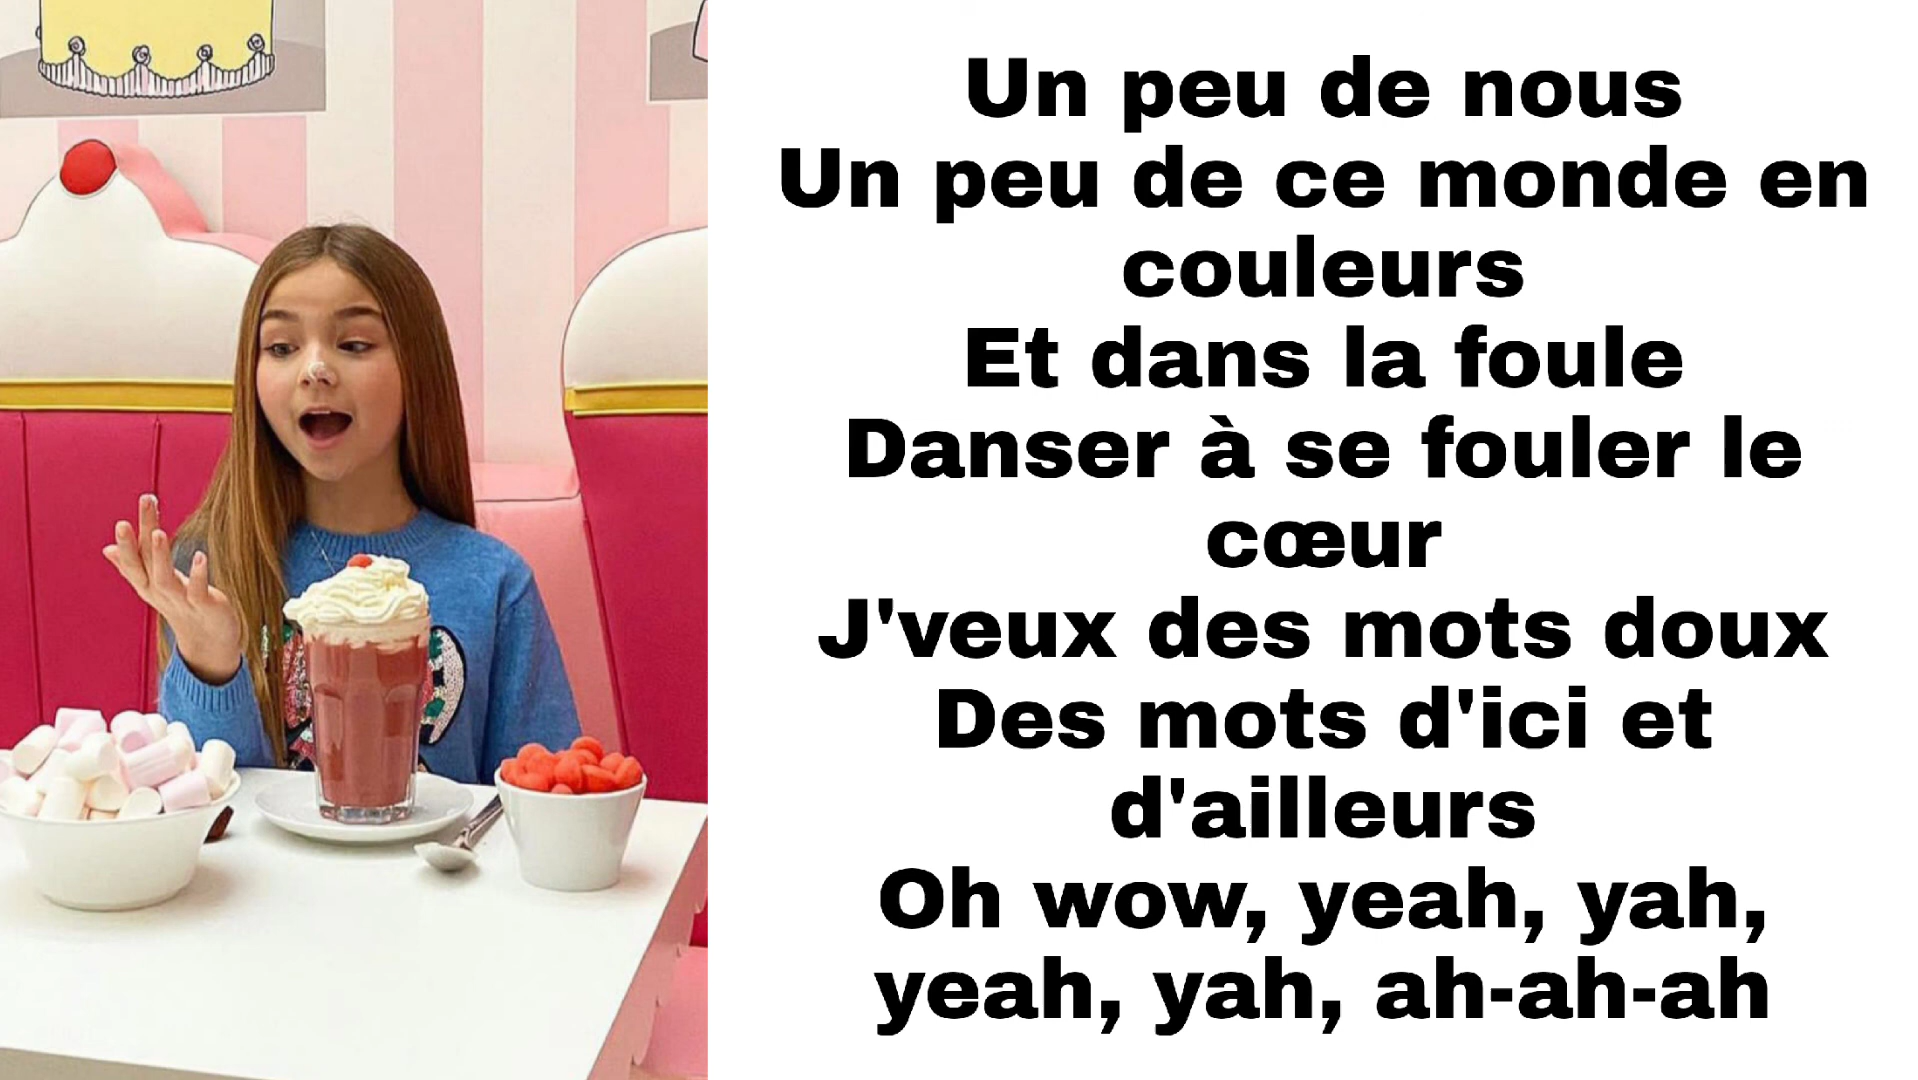 Un peu de nous
Un peu de ce monde en
couleurs
Et dans la foule
Danser à se fouler le
cœur
J'veux des mots doux
Des mots d'ici et
d'ailleurs
Oh wow, yeah, yah,
yeah, yah, ah-ah-ah